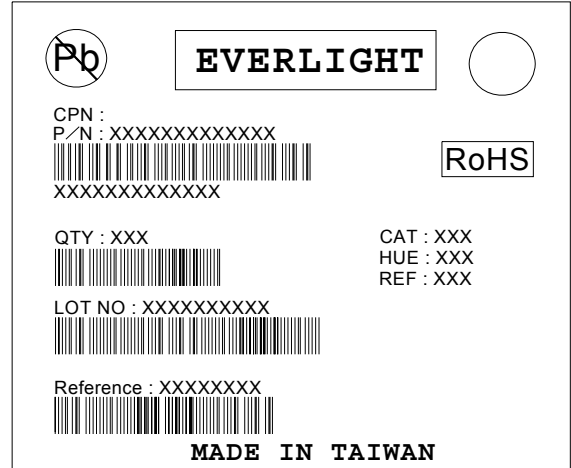 Pb
EVERLIGHT
CPN :
P/N : XXXXXXXXXXXXX
RoHS
XXXXXXXXXXXXX
QTY : XXX
CAT : XXX
HUE : XXX
REF : XXX
LOT NO : XXXXXXXXXX
Reference : XXXXXXXX
MADE IN TAIWAN